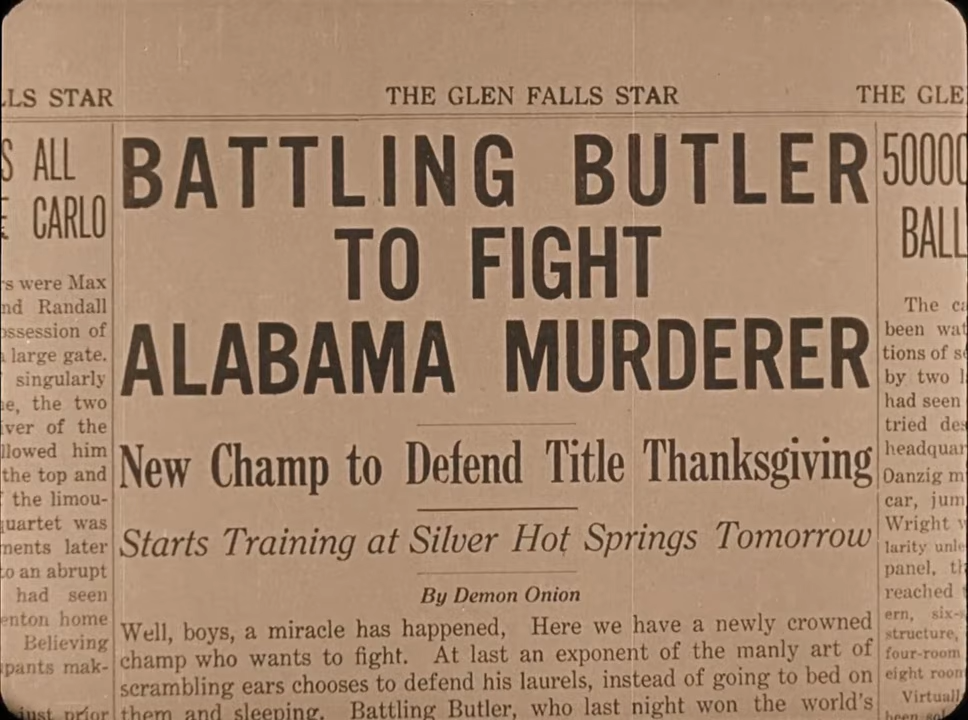 LS STAR
THE GLEN FALLS STAR
THE GLE
ALL
CARLO
s were Max
nd Randall
ossession of
large gate.
singularly
e, the two
iver of the
llowed him
the top and
the limou-
uartet was
ments later
to an abrupt
had seen
enton home
Believing
pants mak-
just prior
BATTLING BUTLER
TO FIGHT
ALABAMA MURDERER
New Champ to Defend Title Thanksgiving
Starts Training at Silver Hot Springs Tomorrow
By Demon Onion
Well, boys, a miracle has happened, Here we have a newly crowned
champ who wants to fight. At last an exponent of the manly art of
scrambling ears chooses to defend his laurels, instead of going to bed on
them and sleeping. Battling Butler, who last night won the world's
50000
BALL
The ca
been wat
tions of s
by two l
had seen
tried des
headquar
Danzig m
car, jum
Wright w
larity unle
panel, th
reached
ern, six-
structure,
four-room
eight room
Virtuall